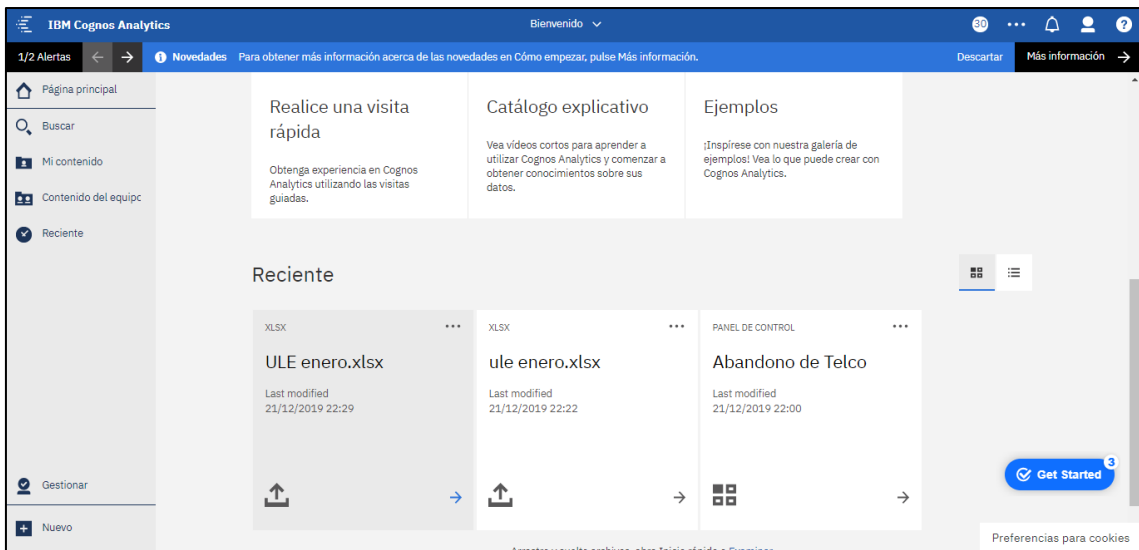 IBM Cognos Analytics
Bienvenido
30
1/2 Alertas
Novedades Para obtener más información acerca de las novedades en Cómo empezar, pulse Más información.
Descartar
Más información
Página principal
Buscar
Mi contenido
Contenido del equipo
Reciente
Gestionar
Nuevo
Realice una visita
rápida
Obtenga experiencia en Cognos
Analytics utilizando las visitas
guiadas.
Catálogo explicativo
Vea vídeos cortos para aprender a
utilizar Cognos Analytics y comenzar a
obtener conocimientos sobre sus
datos.
Ejemplos
¡Inspírese con nuestra galería de
ejemplos! Vea lo que puede crear con
Cognos Analytics.
Reciente
XLSX
ULE enero.xlsx
Last modified
21/12/2019 22:29
XLSX
ule enero.xlsx
Last modified
21/12/2019 22:22
PANEL DE CONTROL
Abandono de Telco
Last modified
21/12/2019 22:00
Get Started
3
Preferencias para cookies